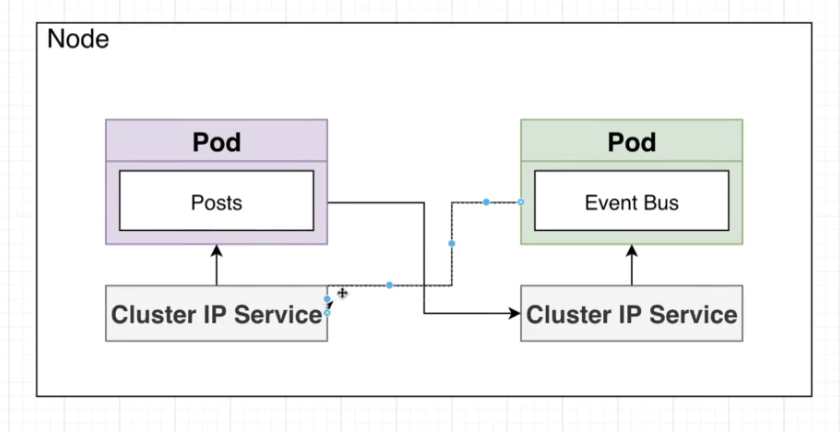 Node
Pod
Pod
Posts
Event Bus
Cluster IP Service
Cluster IP Service